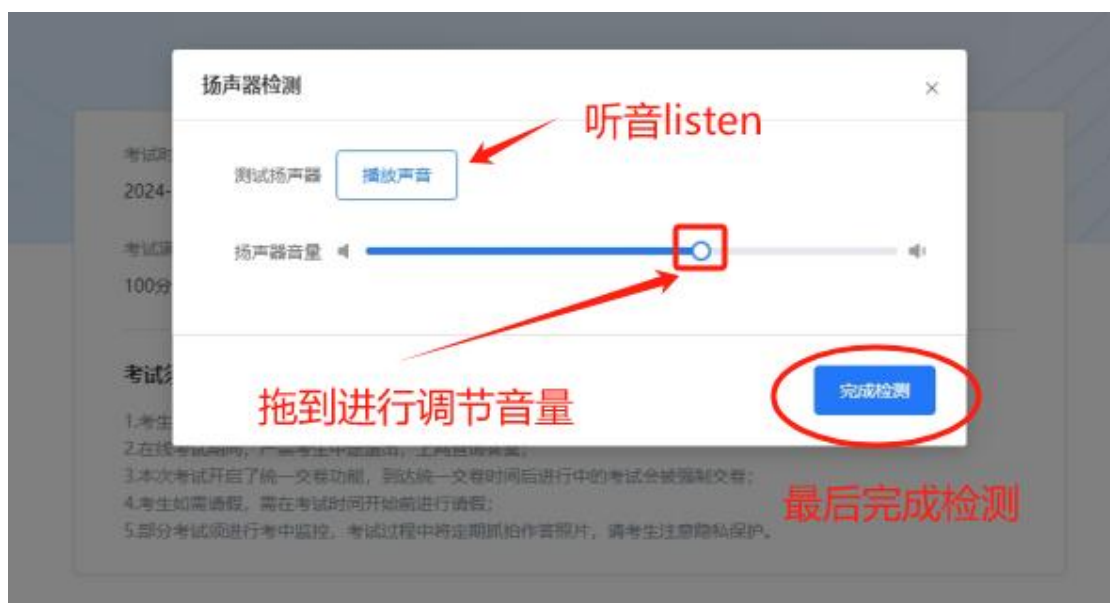 扬声器检测
听音listen
测试扬声器 播放声音
扬声器音量
拖到进行调节音量
完成检测
最后完成检测
2024-
100分
3.本次考试开启了统一交卷功能，到达统一交卷时间后进行中的考试会被强制交卷；
4.考生如需请假，需在考试时间开始前进行请假；
5.部分考试须进行考中监控，考试过程中将定期抓拍作答照片，请考生注意隐私保护。